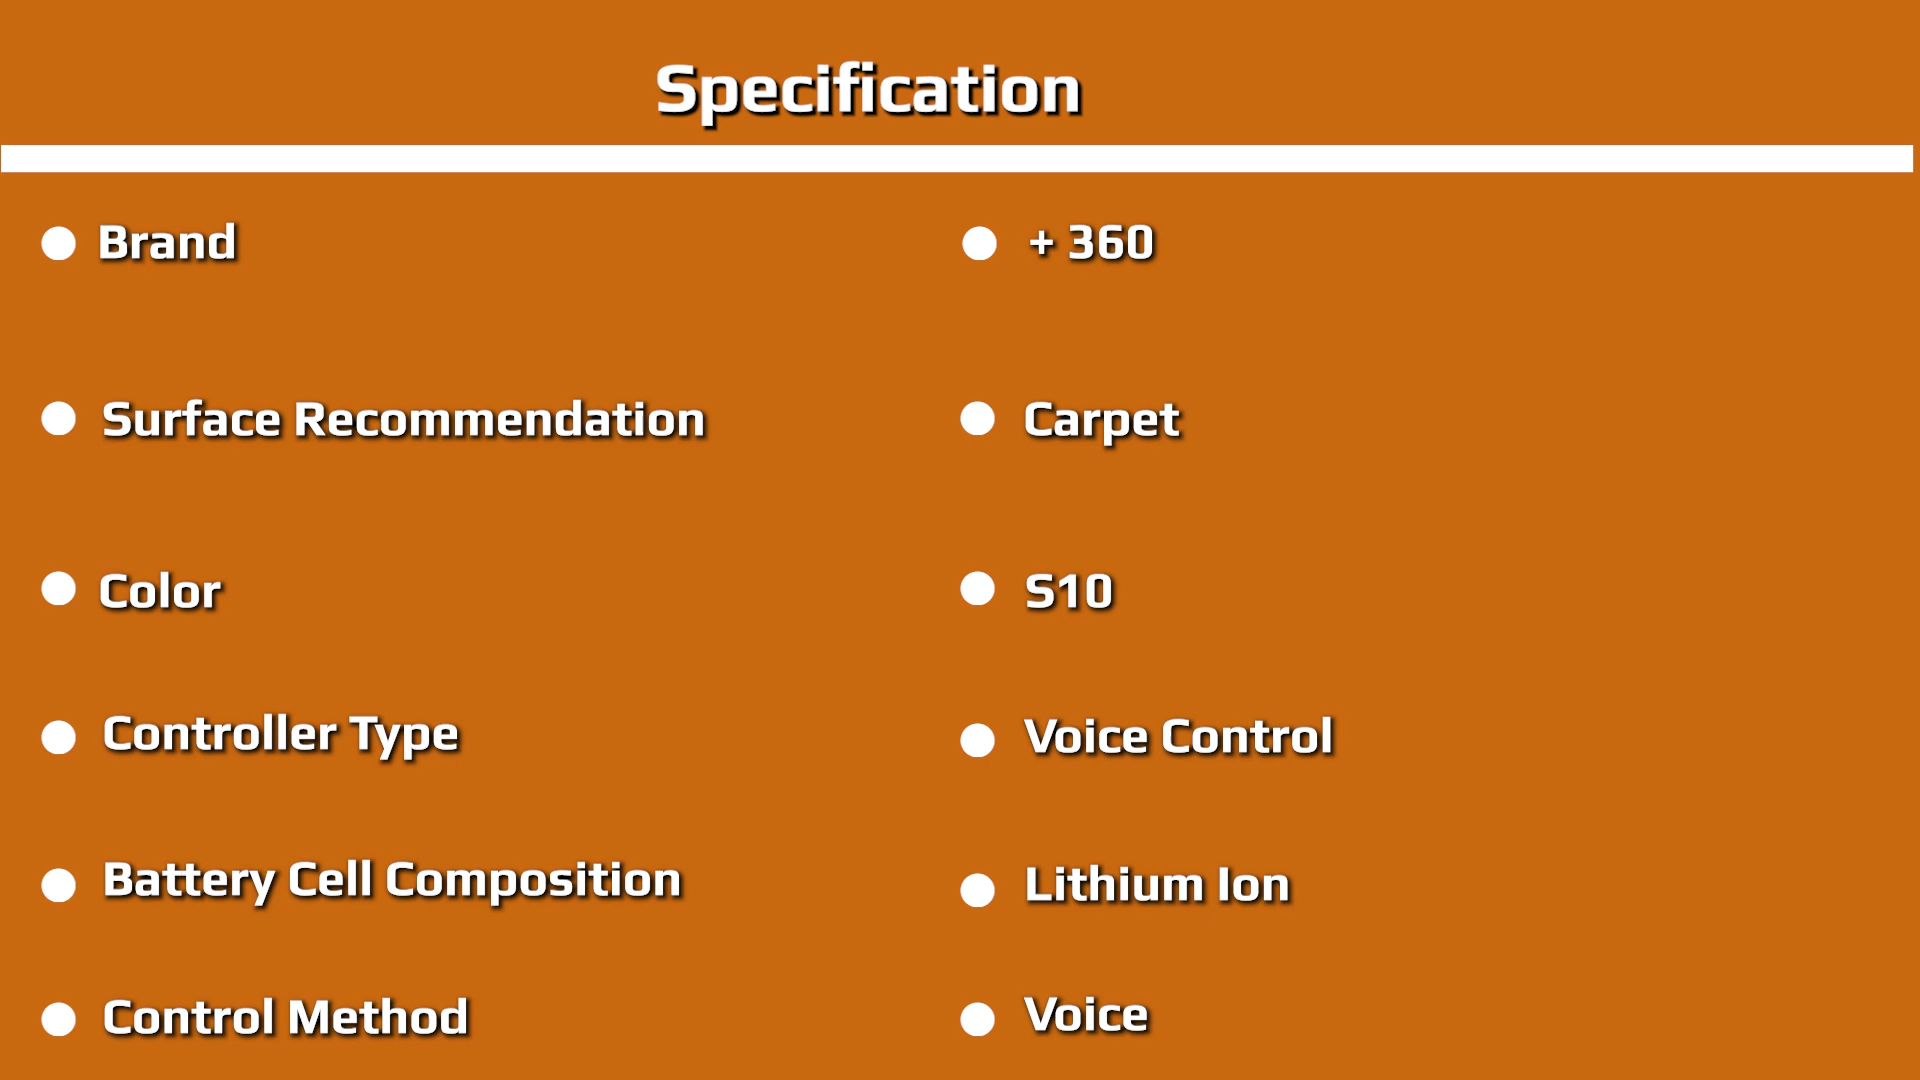 Specification
Brand
+ 360
Surface Recommendation
Carpet
Color
S10
Controller Type
Voice Control
Battery Cell Composition
Lithium Ion
Control Method
Voice